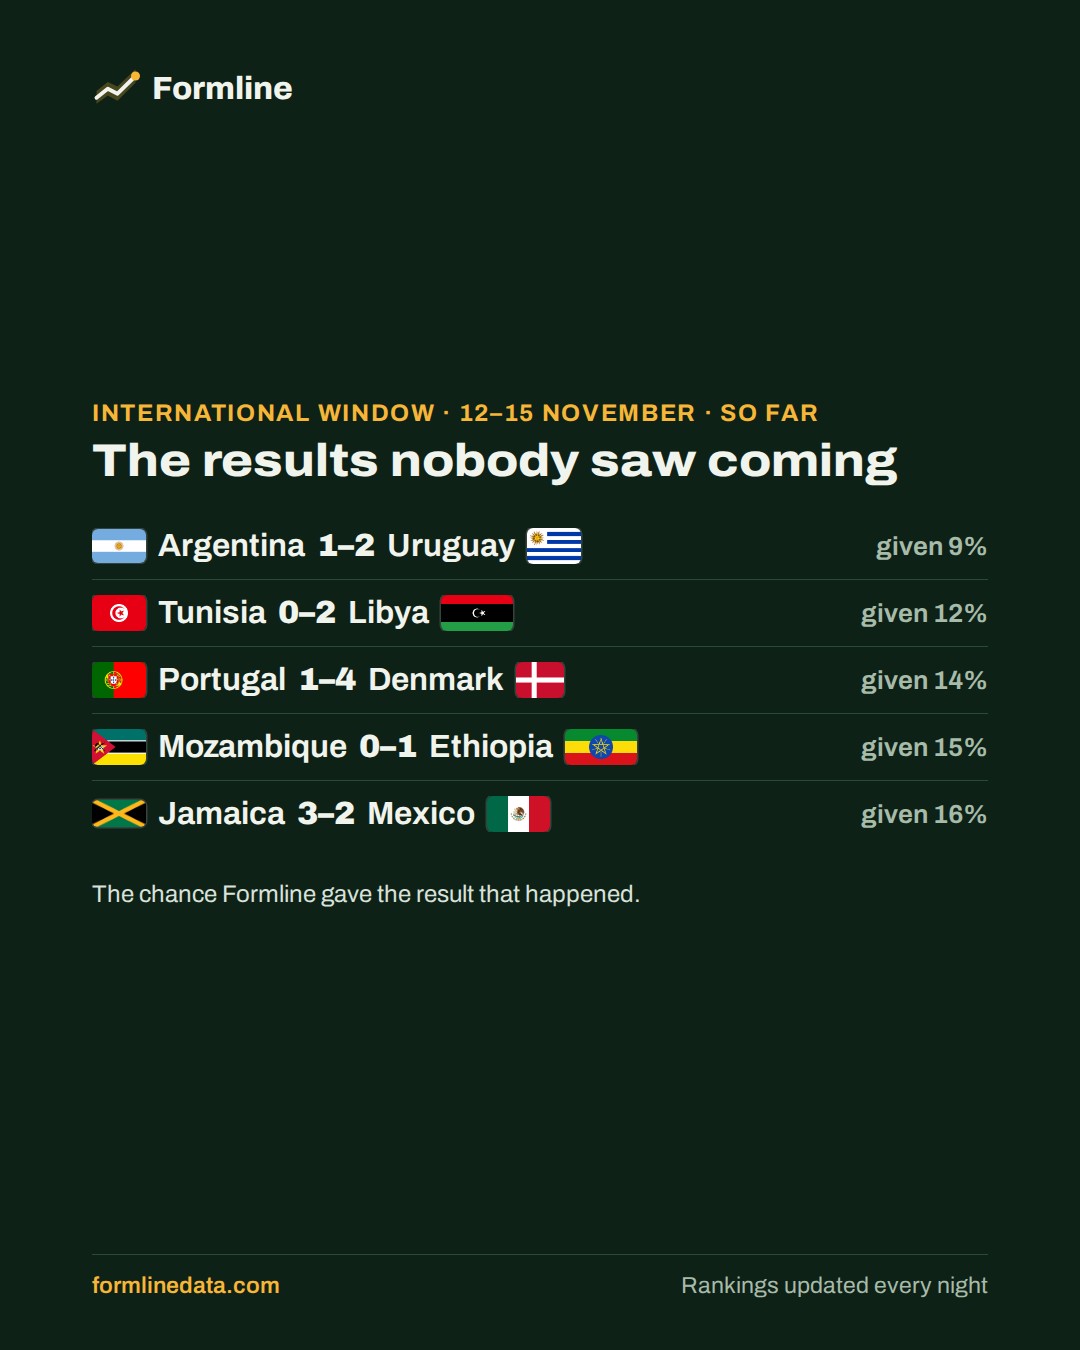 Formline
INTERNATIONAL WINDOW · 12–15 NOVEMBER · SO FAR
The results nobody saw coming
Argentina 1–2 Uruguay given 9%
Tunisia 0–2 Libya given 12%
Portugal 1–4 Denmark given 14%
Mozambique 0–1 Ethiopia given 15%
Jamaica 3–2 Mexico given 16%
The chance Formline gave the result that happened.
formlinedata.com Rankings updated every night